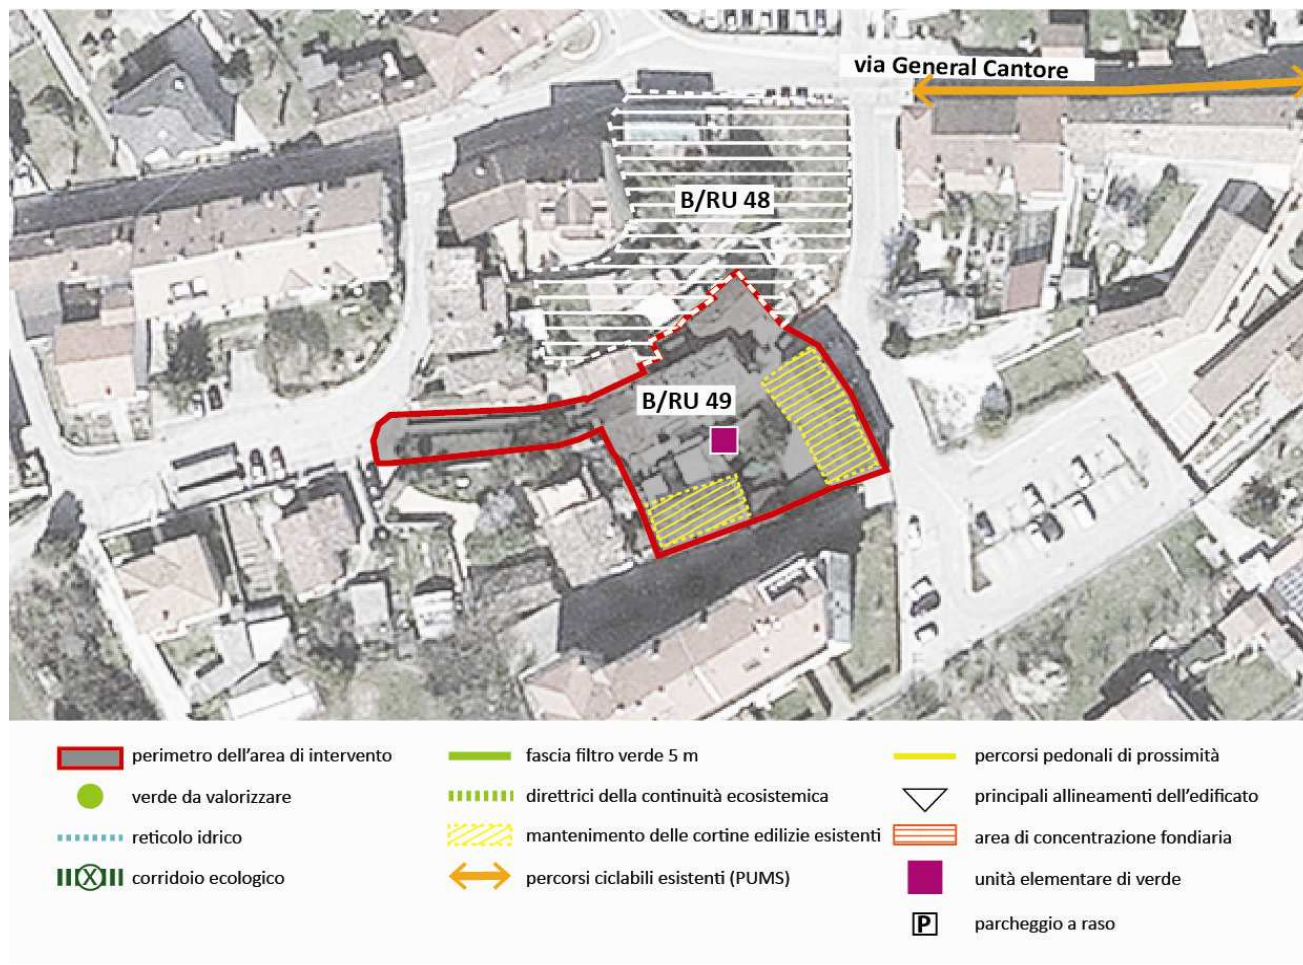 via General Cantore
B/RU 48
B/RU 49
perimetro dell'area di intervento
verde da valorizzare
reticolo idrico
X
corridoio ecologico
fascia filtro verde 5 m
direttrici della continuità ecosistemica
mantenimento delle cortine edilizie esistenti
percorsi ciclabili esistenti (PUMS)
percorsi pedonali di prossimità
principali allineamenti dell'edificato
area di concentrazione fondiaria
unità elementare di verde
P parcheggio a raso